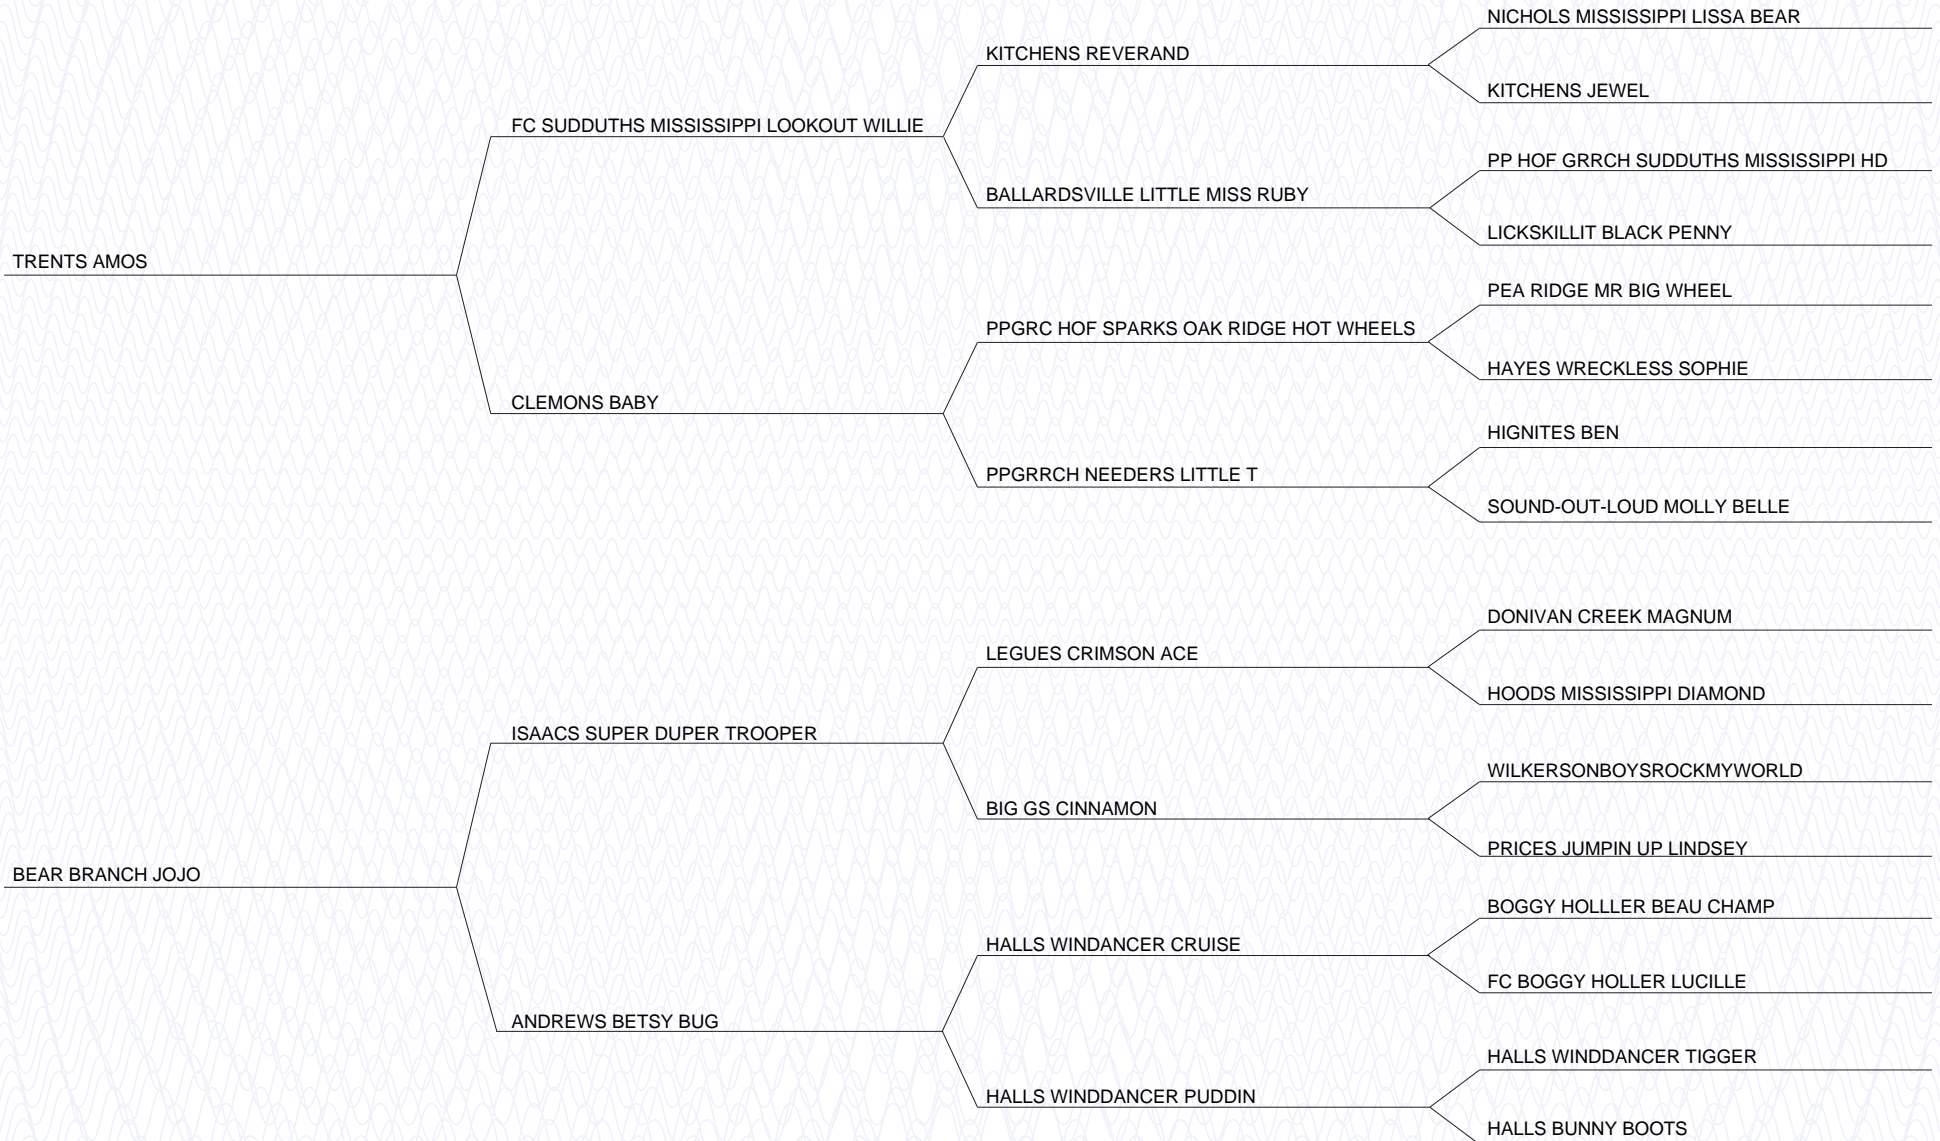 NICHOLS MISSISSIPPI LISSA BEAR
KITCHENS REVERAND
KITCHENS JEWEL
FC SUDDUTHS MISSISSIPPI LOOKOUT WILLIE
PP HOF GRRCH SUDDUTHS MISSISSIPPI HD
BALLARDSVILLE LITTLE MISS RUBY
LICKSKILLIT BLACK PENNY
TRENTS AMOS
PEA RIDGE MR BIG WHEEL
PPGRC HOF SPARKS OAK RIDGE HOT WHEELS
HAYES WRECKLESS SOPHIE
CLEMONS BABY
HIGNITES BEN
PPGRRCH NEEDERS LITTLE T
SOUND-OUT-LOUD MOLLY BELLE
DONIVAN CREEK MAGNUM
LEGUES CRIMSON ACE
HOODS MISSISSIPPI DIAMOND
ISAACS SUPER DUPER TROOPER
WILKERSONBOYSROCKMYWORLD
BIG GS CINNAMON
PRICES JUMPIN UP LINDSEY
BEAR BRANCH JOJO
BOGGY HOLLLER BEAU CHAMP
HALLS WINDANCER CRUISE
FC BOGGY HOLLER LUCILLE
ANDREWS BETSY BUG
HALLS WINDDANCER TIGGER
HALLS WINDDANCER PUDDIN
HALLS BUNNY BOOTS